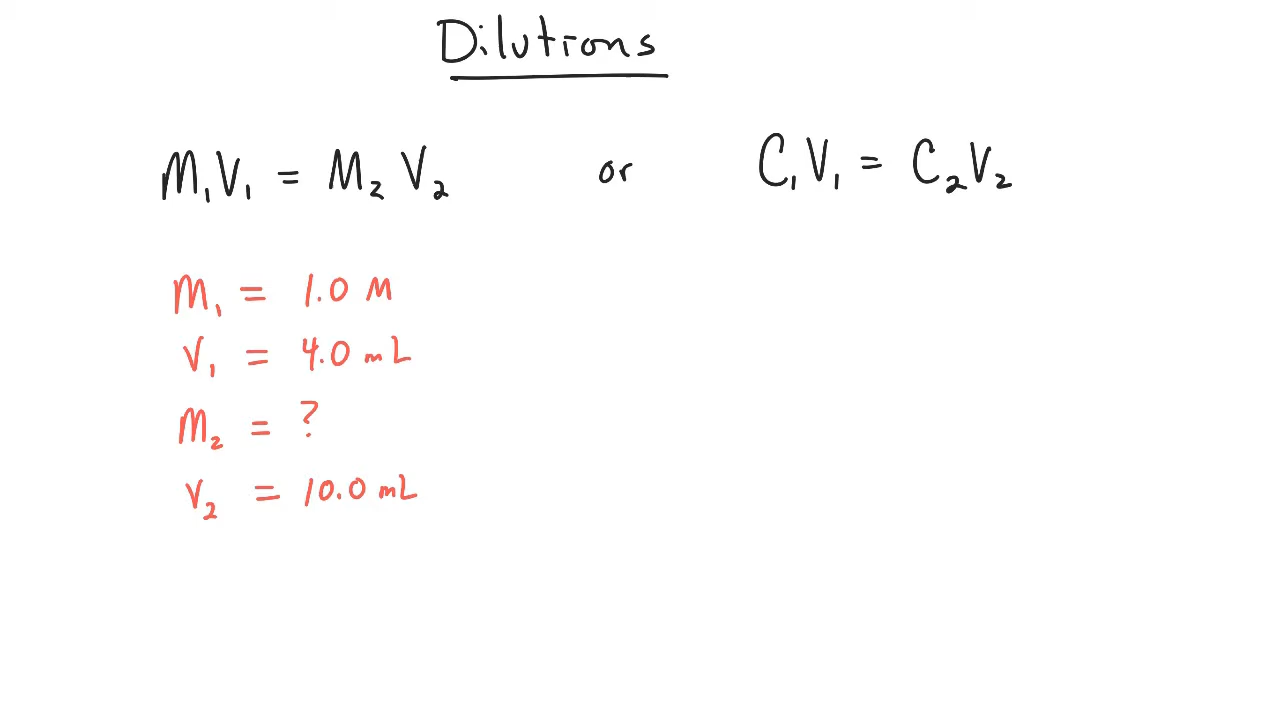 Dilutions
M₁V₁ = M₂V₂ or C₁V₁ = C₂V₂
M₁ = 1.0 M
V₁ = 4.0 mL
M₂ = ?
V₂ = 10.0 mL